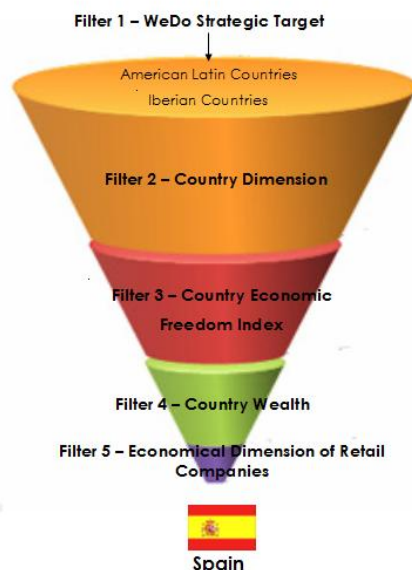 Filter 1 – WeDo Strategic Target
American Latin Countries
Iberian Countries
Filter 2 – Country Dimension
Filter 3 – Country Economic
Freedom Index
Filter 4 – Country Wealth
Filter 5 – Economical Dimension of Retail
Companies
Spain